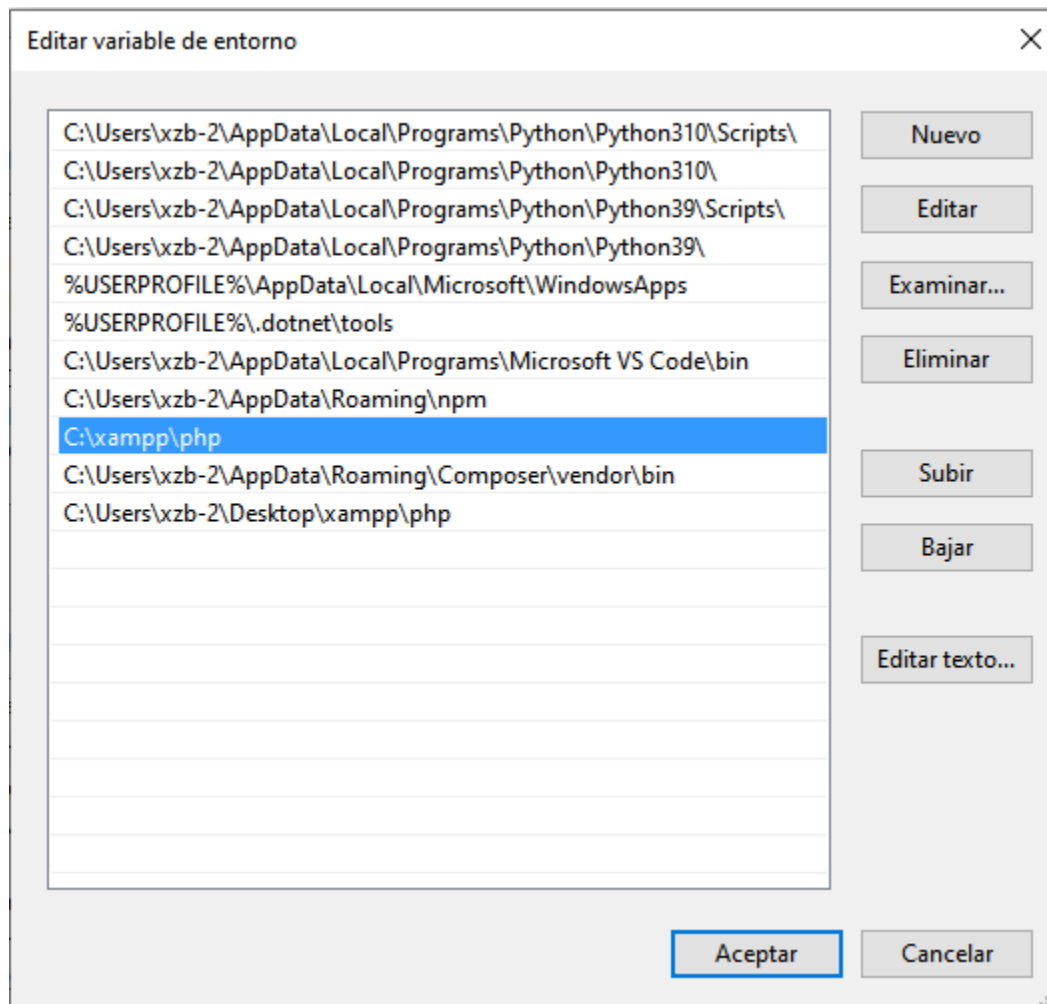 Editar variable de entorno
C:\Users\xzb-2\AppData\Local\Programs\Python\Python310\Scripts\
C:\Users\xzb-2\AppData\Local\Programs\Python\Python310\
C:\Users\xzb-2\AppData\Local\Programs\Python\Python39\Scripts\
C:\Users\xzb-2\AppData\Local\Programs\Python\Python39\
%USERPROFILE%\AppData\Local\Microsoft\WindowsApps
%USERPROFILE%\.dotnet\tools
C:\Users\xzb-2\AppData\Local\Programs\Microsoft VS Code\bin
C:\Users\xzb-2\AppData\Roaming\npm
C:\xampp\php
C:\Users\xzb-2\AppData\Roaming\Composer\vendor\bin
C:\Users\xzb-2\Desktop\xampp\php
Nuevo
Editar
Examinar...
Eliminar
Subir
Bajar
Editar texto...
Aceptar
Cancelar